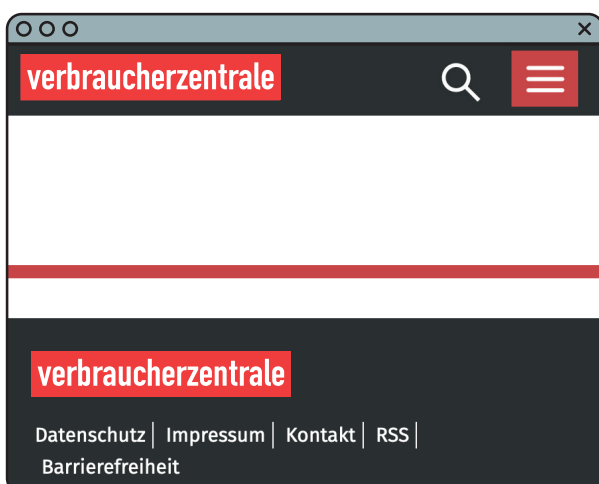 verbraucherzentrale
verbraucherzentrale
Datenschutz | Impressum | Kontakt | RSS |
Barrierefreiheit